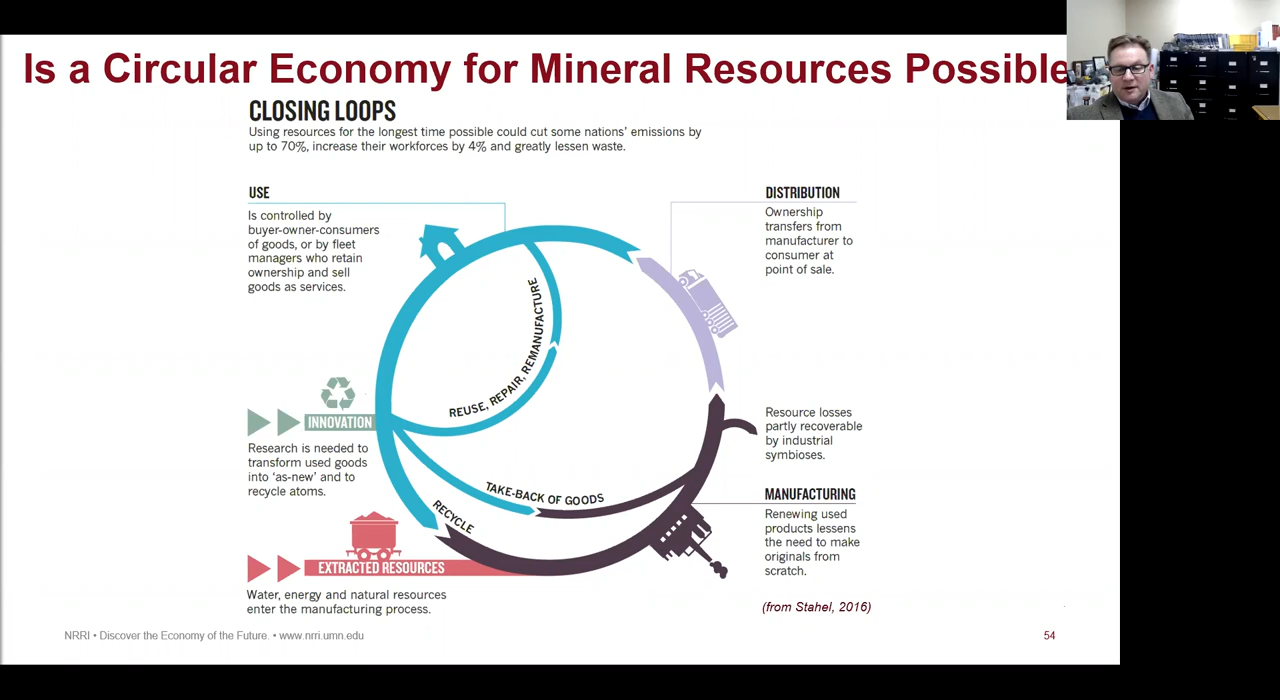 Is a Circular Economy for Mineral Resources Possible
CLOSING LOOPS
Using resources for the longest time possible could cut some nations’ emissions by
up to 70%, increase their workforces by 4% and greatly lessen waste.
USE
Is controlled by
buyer-owner-consumers
of goods, or by fleet
managers who retain
ownership and sell
goods as services.
DISTRIBUTION
Ownership
transfers from
manufacturer to
consumer at
point of sale.
REUSE, REPAIR, REMANUFACTURE
INNOVATION
Research is needed to
transform used goods
into ‘as-new’ and to
recycle atoms.
Resource losses
partly recoverable
by industrial
symbioses.
TAKE-BACK OF GOODS
RECYCLE
MANUFACTURING
Renewing used
products lessens
the need to make
originals from
scratch.
EXTRACTED RESOURCES
Water, energy and natural resources
enter the manufacturing process.
(from Stahel, 2016)
NRRI • Discover the Economy of the Future. • www.nrri.umn.edu
54